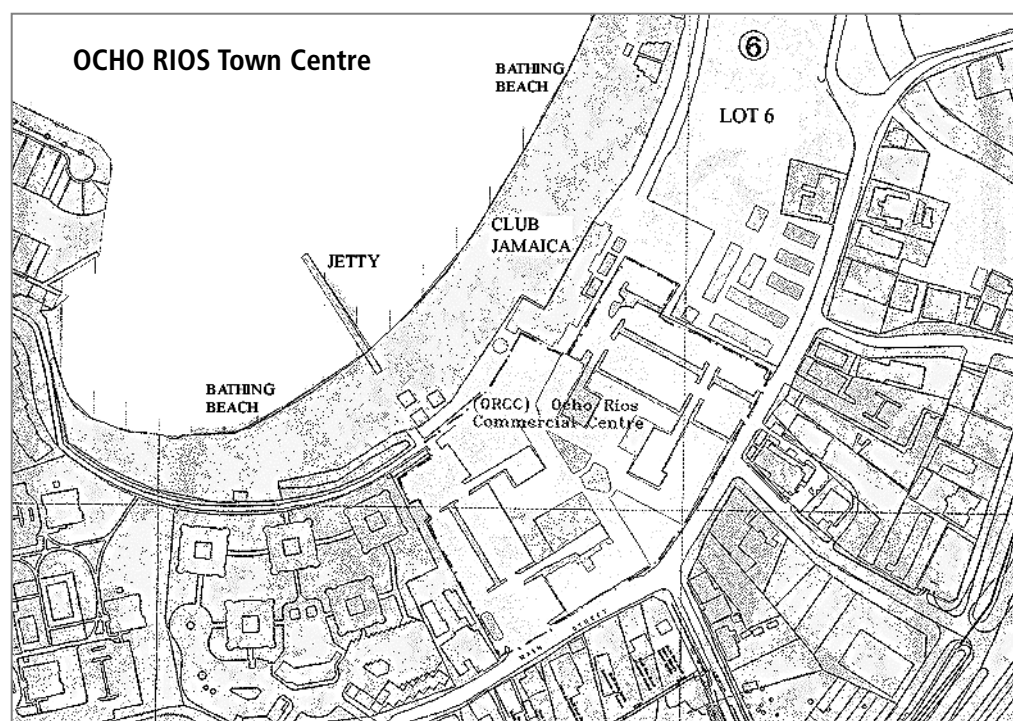 OCHO RIOS Town Centre
6
BATHING
BEACH
LOT 6
CLUB
JAMAICA
JETTY
BATHING
BEACH
(ORCC) Ocho Rios
Commercial Centre
MAIN STREET